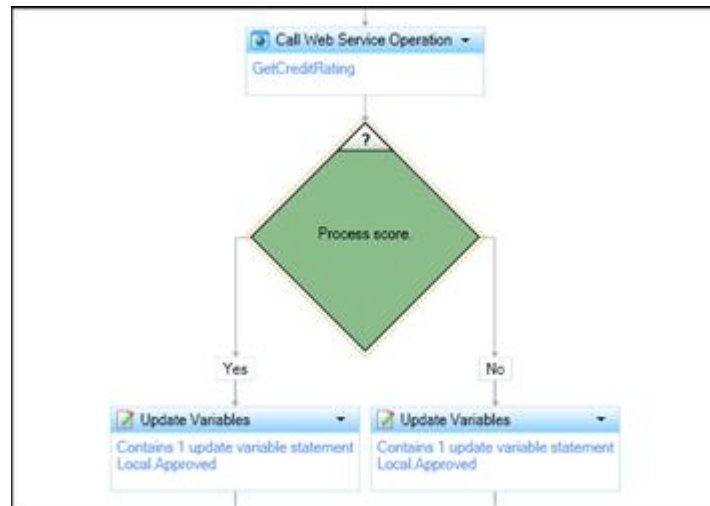 Call Web Service Operation
GetCreditRating
?
Process score.
Yes
No
Update Variables
Contains 1 update variable statement
Local.Approved
Update Variables
Contains 1 update variable statement
Local.Approved